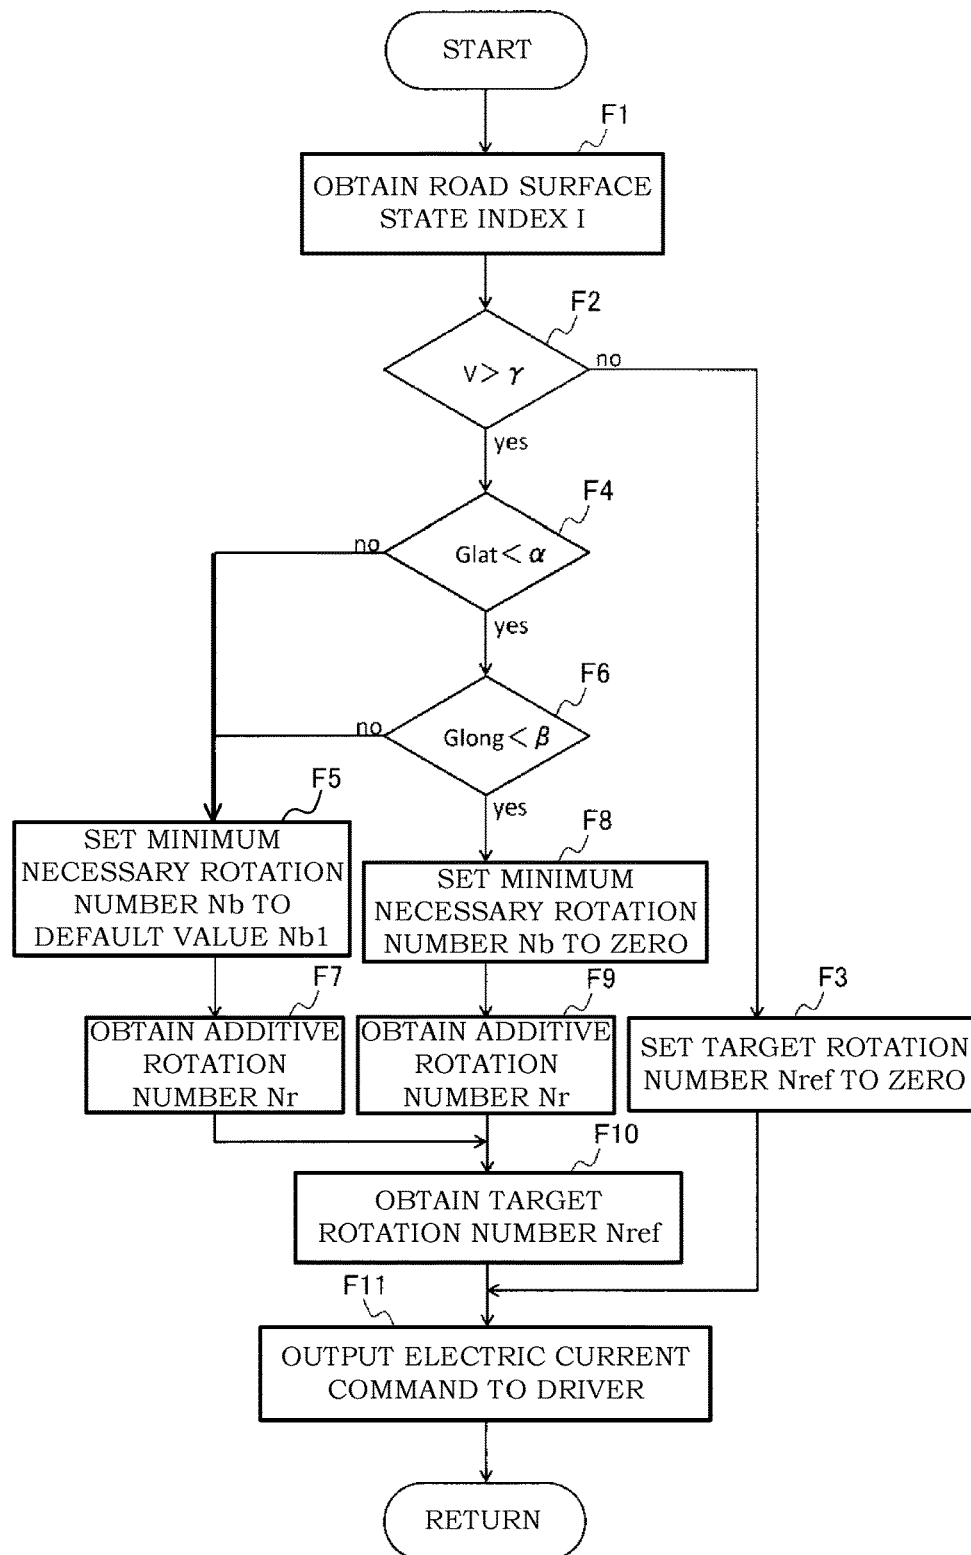 START
F1
OBTAIN ROAD SURFACE
STATE INDEX I
F2
V > γ
no
yes
F4
Glat < α
no
yes
F6
Glong < β
no
yes
F5
SET MINIMUM
NECESSARY ROTATION
NUMBER Nb TO
DEFAULT VALUE Nb1
F8
SET MINIMUM
NECESSARY ROTATION
NUMBER Nb TO ZERO
F7
OBTAIN ADDITIVE
ROTATION
NUMBER Nr
F9
OBTAIN ADDITIVE
ROTATION
NUMBER Nr
F3
SET TARGET ROTATION
NUMBER Nref TO ZERO
F10
OBTAIN TARGET
ROTATION NUMBER Nref
F11
OUTPUT ELECTRIC CURRENT
COMMAND TO DRIVER
RETURN